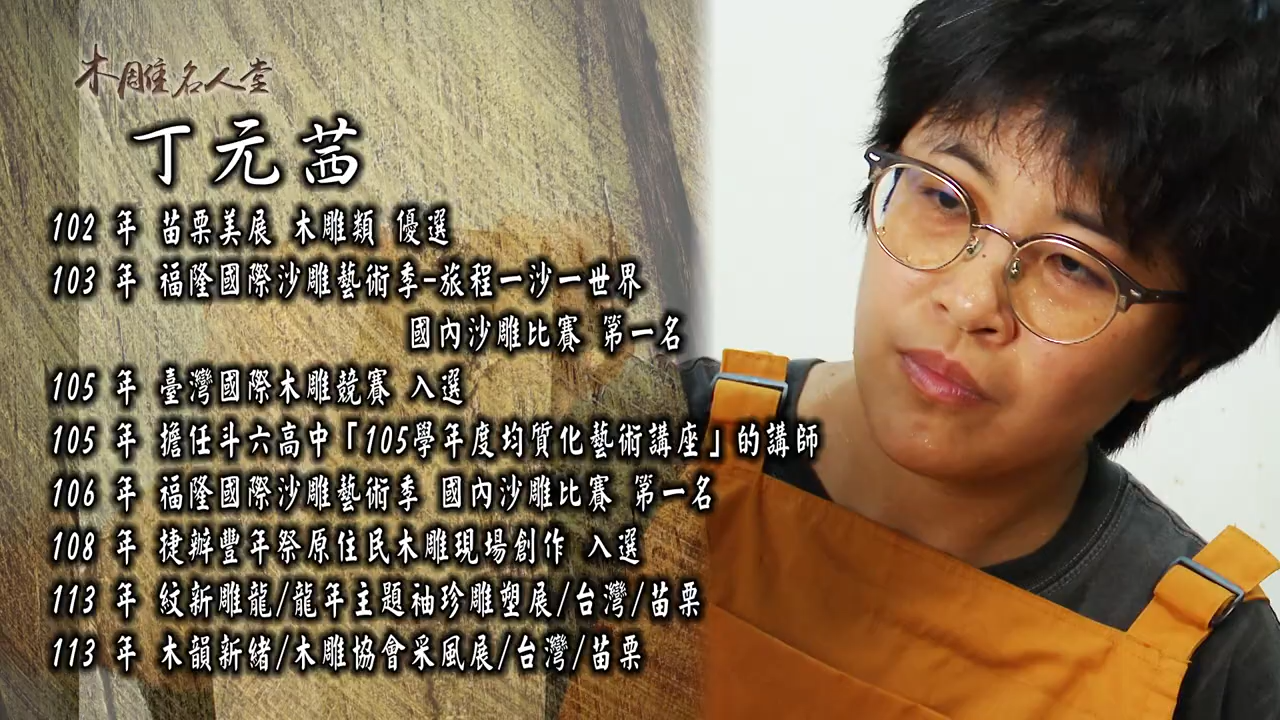 木雕名人堂
丁元茜
102 年 苗栗美展 木雕類 優選
103 年 福隆國際沙雕藝術季-旅程一沙一世界
國內沙雕比賽 第一名
105 年 臺灣國際木雕競賽 入選
105 年 擔任斗六高中「105學年度均質化藝術講座」的講師
106 年 福隆國際沙雕藝術季 國內沙雕比賽 第一名
108 年 捷辦豐年祭原住民木雕現場創作 入選
113 年 紋新雕龍/龍年主題袖珍雕塑展/台灣/苗栗
113 年 木韻新緒/木雕協會采風展/台灣/苗栗